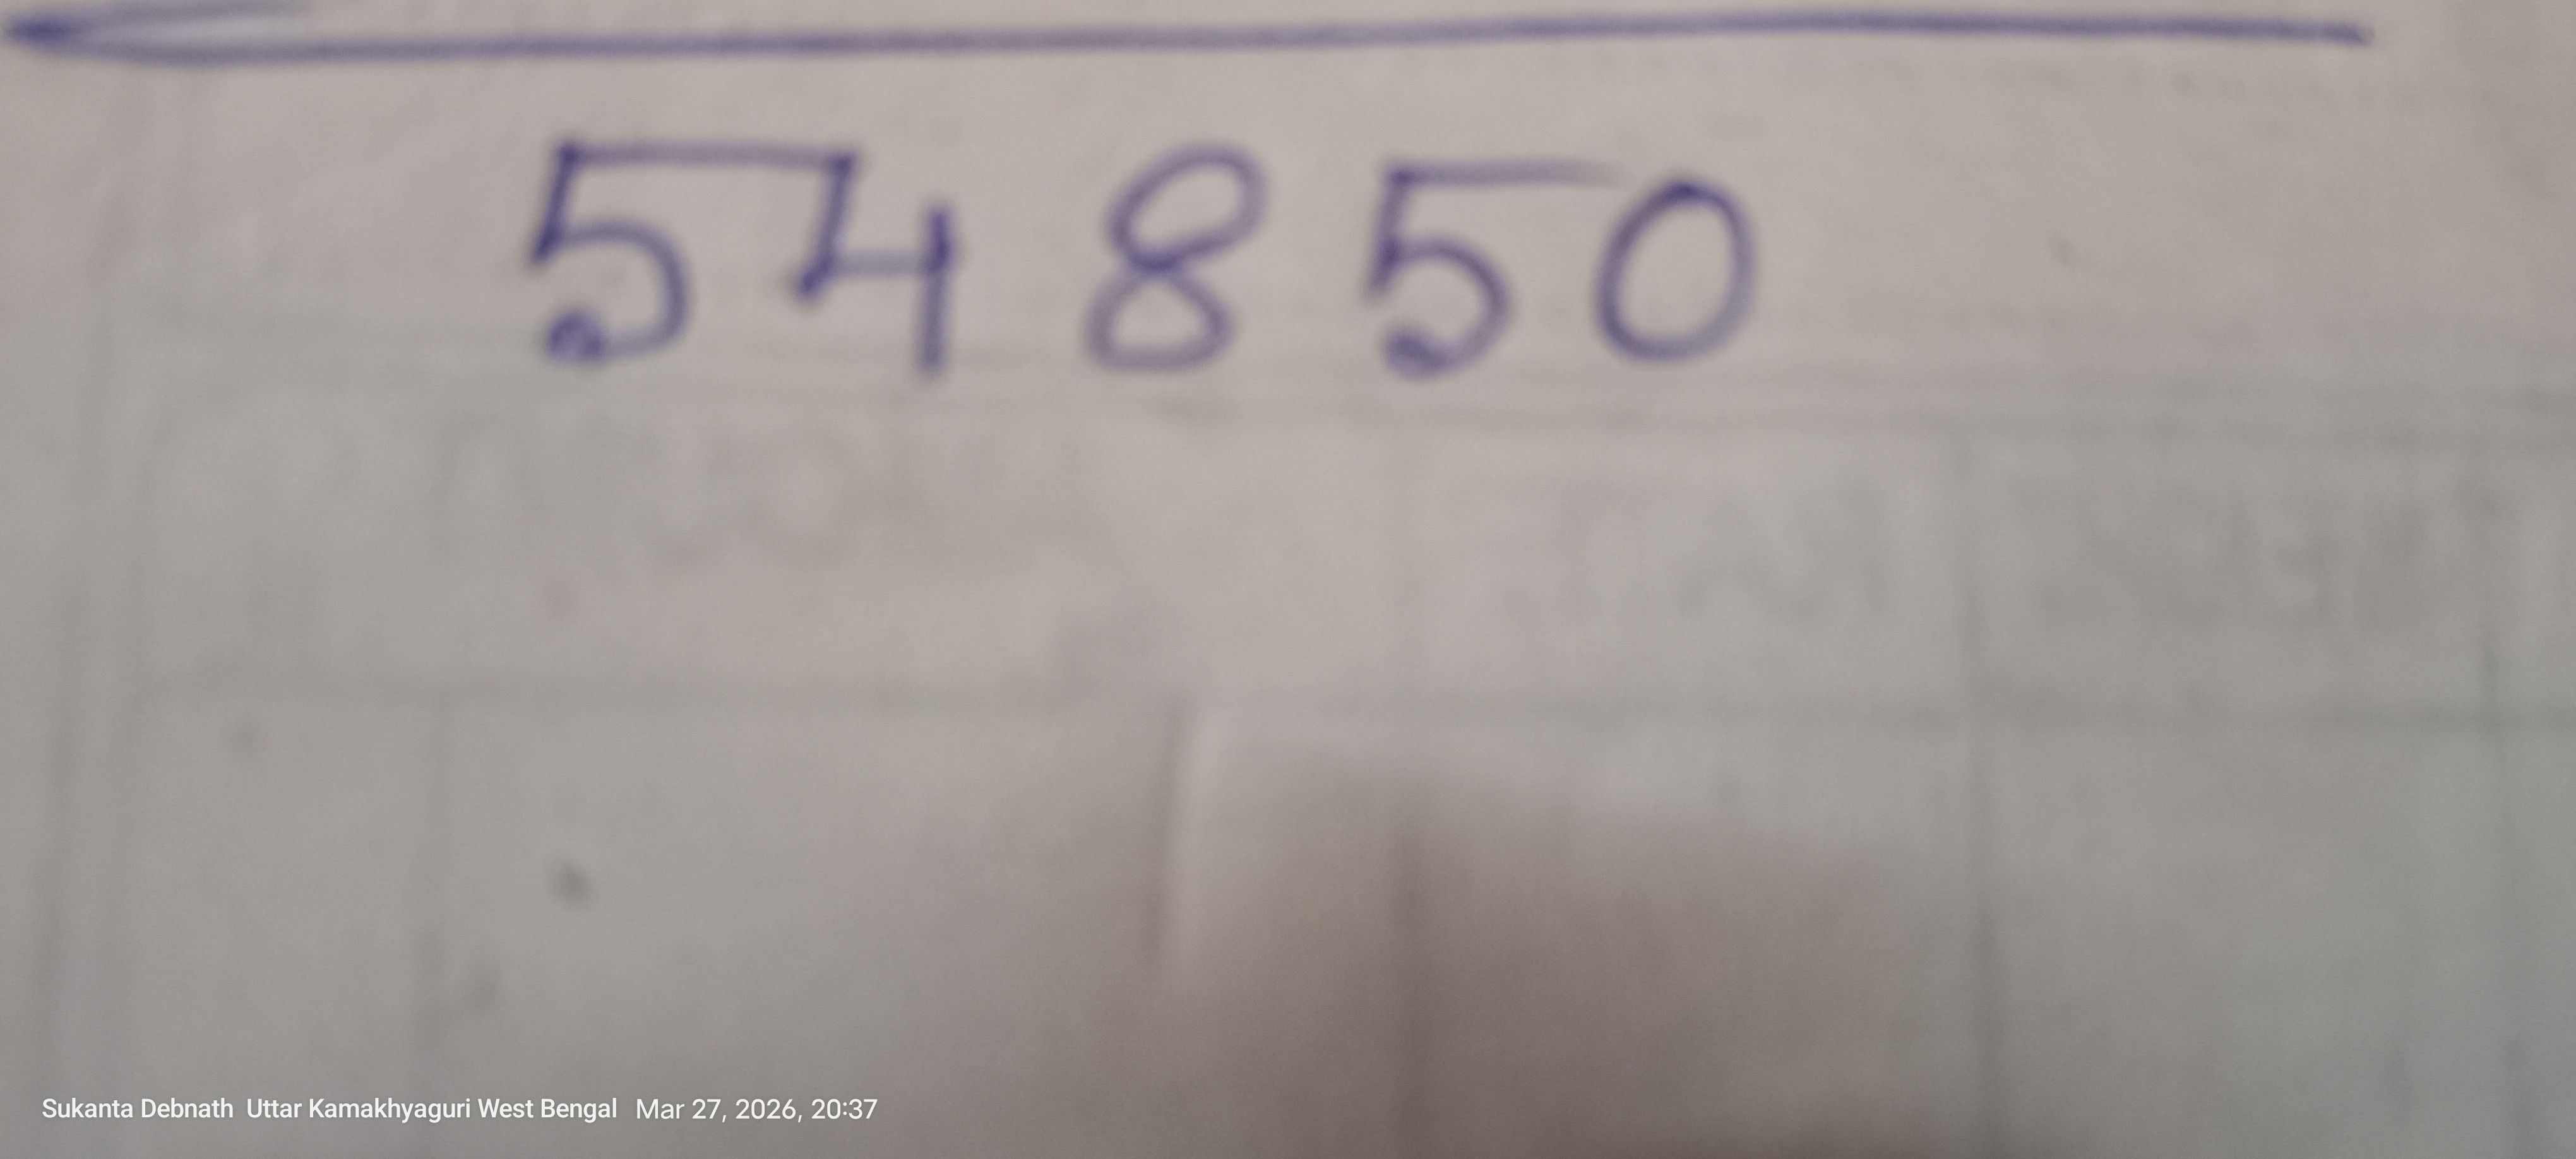 54850
Sukanta Debnath Uttar Kamakhyaguri West Bengal Mar 27, 2026, 20:37